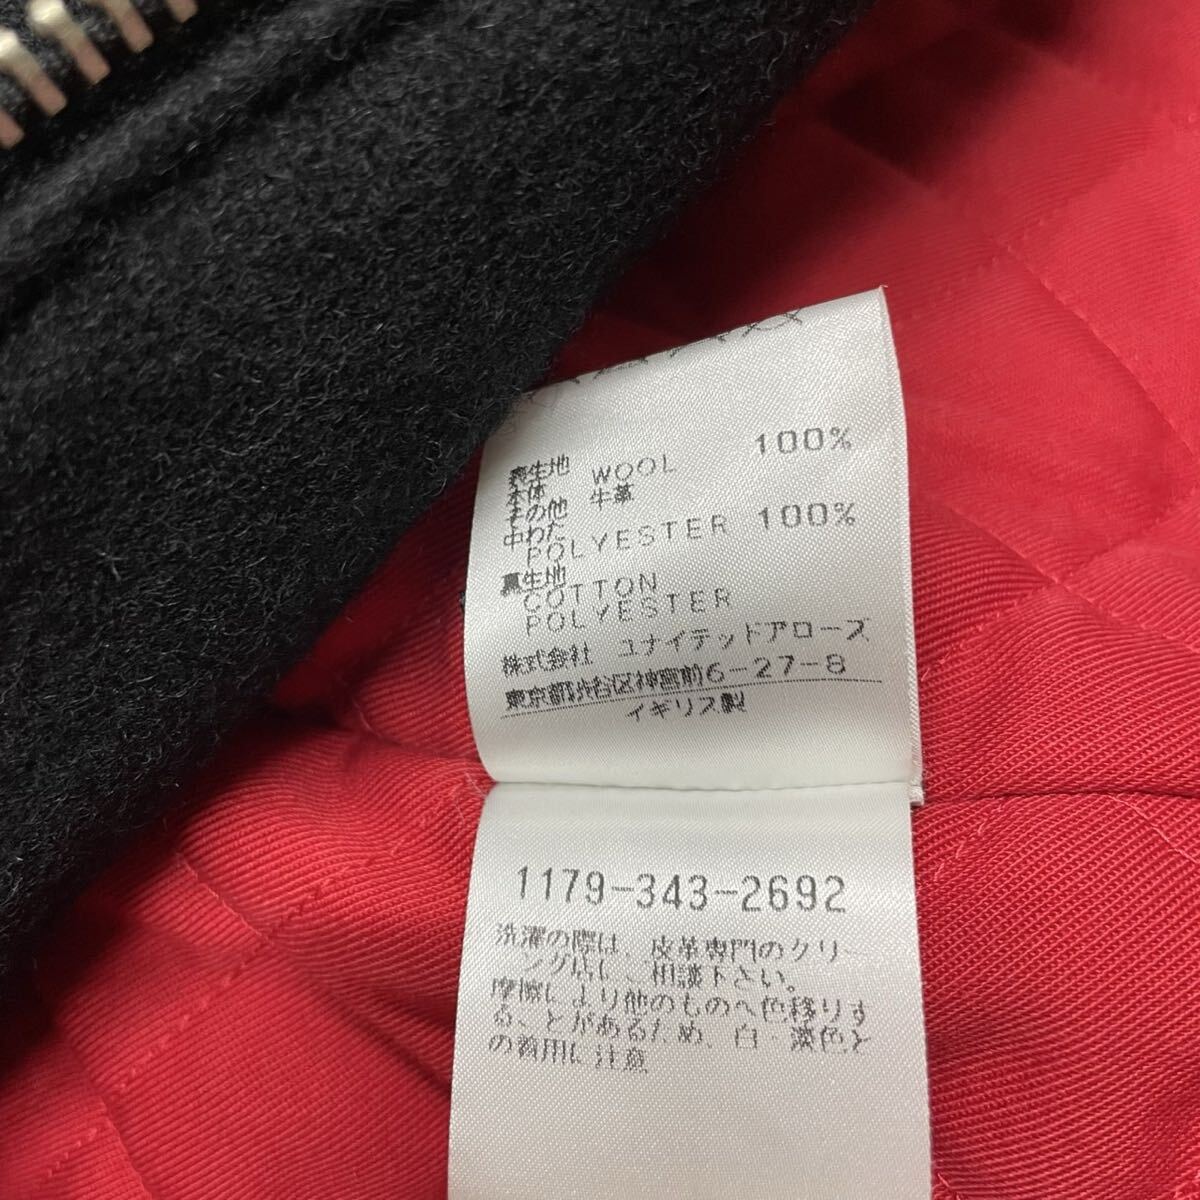 表生地
本体 WOOL 100%
その他 牛革
中わた
POLYESTER 100%
裏生地
COTTON
POLYESTER
株式会社 ユナイテッドアローズ
東京都渋谷区神宮前6-27-8
イギリス製
1179-343-2692
洗濯の際は、皮革専門のクリー
ング店に、相談下さい。
摩擦により他のものへ色移りす
る、ことがあるため、白・淡色と
の着用に注意